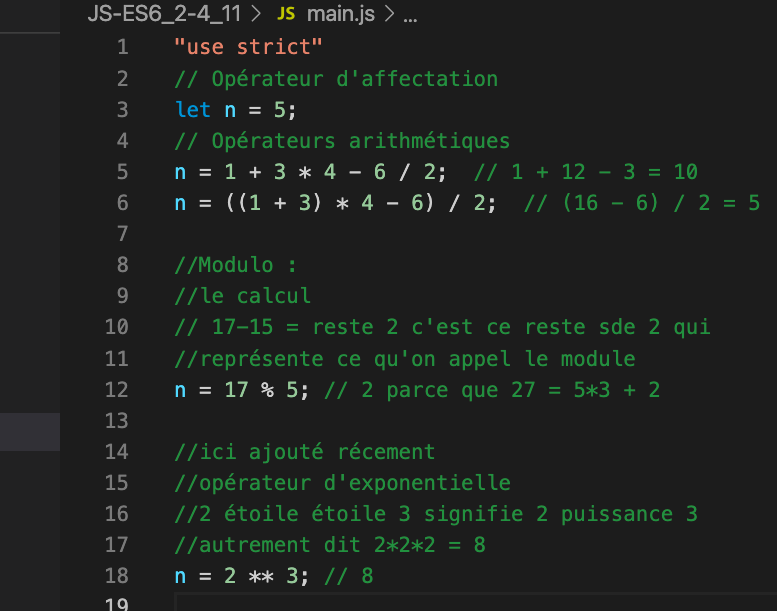 JS-ES6_2-4_11 > JS main.js > ...
1 "use strict"
2 // Opérateur d'affectation
3 let n = 5;
4 // Opérateurs arithmétiques
5 n = 1 + 3 * 4 - 6 / 2;  // 1 + 12 - 3 = 10
6 n = ((1 + 3) * 4 - 6) / 2;  // (16 - 6) / 2 = 5
7
8 //Modulo :
9 //le calcul
10 // 17-15 = reste 2 c'est ce reste sde 2 qui
11 //représente ce qu'on appel le module
12 n = 17 % 5; // 2 parce que 27 = 5*3 + 2
13
14 //ici ajouté récement
15 //opérateur d'exponentielle
16 //2 étoile étoile 3 signifie 2 puissance 3
17 //autrement dit 2*2*2 = 8
18 n = 2 ** 3; // 8
19